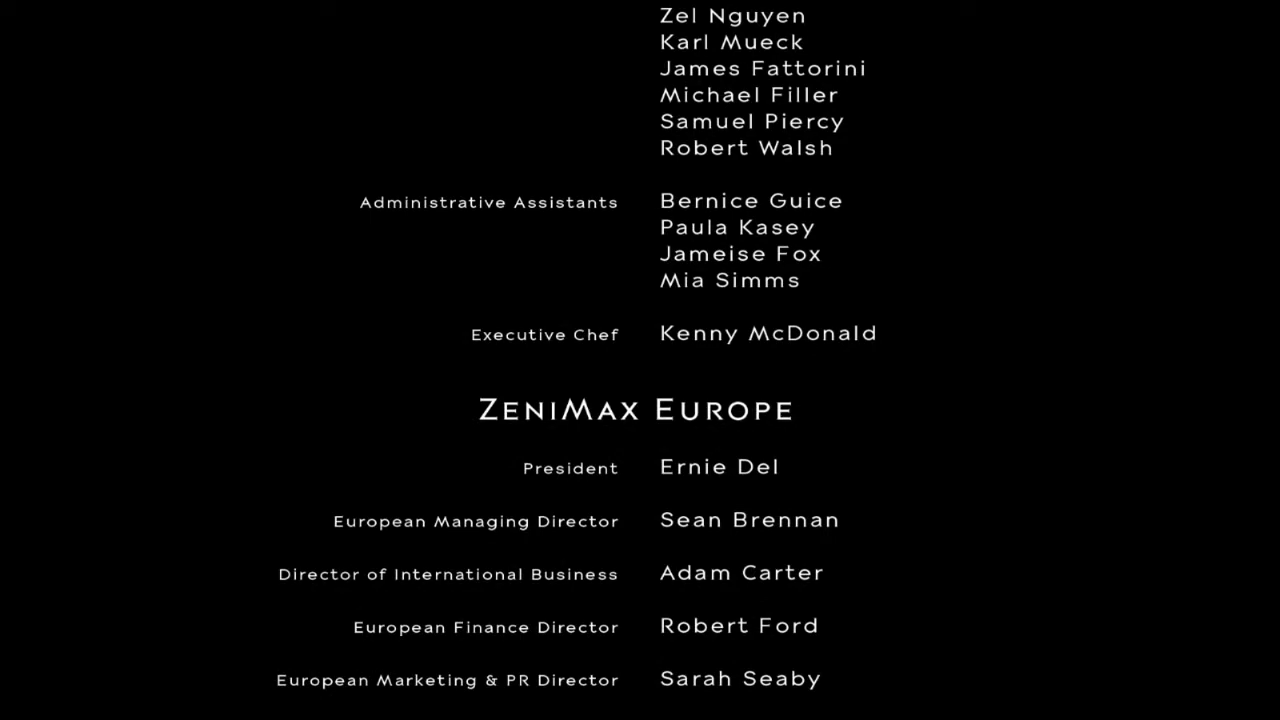 Zel Nguyen
Karl Mueck
James Fattorini
Michael Filler
Samuel Piercy
Robert Walsh
Administrative Assistants Bernice Guice
Paula Kasey
Jameise Fox
Mia Simms
Executive Chef Kenny McDonald
ZeniMax Europe
President Ernie Del
European Managing Director Sean Brennan
Director of International Business Adam Carter
European Finance Director Robert Ford
European Marketing & PR Director Sarah Seaby